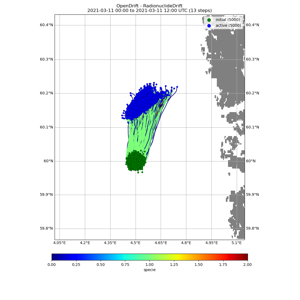 OpenDrift - RadionuclideDrift
2021-03-11 00:00 to 2021-03-11 12:00 UTC (13 steps)
initial (5050)
active (5000)
60.4°N 60.4°N
60.3°N 60.3°N
60.2°N 60.2°N
60.1°N 60.1°N
60°N 60°N
59.9°N 59.9°N
59.8°N 59.8°N
4.05°E 4.2°E 4.35°E 4.5°E 4.65°E 4.8°E 4.95°E 5.1°E
0.00 0.25 0.50 0.75 1.00 1.25 1.50 1.75 2.00
specie